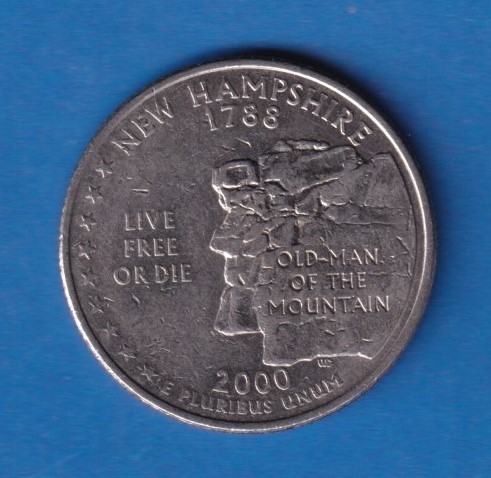 NEW HAMPSHIRE
1788
LIVE
FREE
OR DIE
OLD MAN
OF THE
MOUNTAIN
2000
E PLURIBUS UNUM